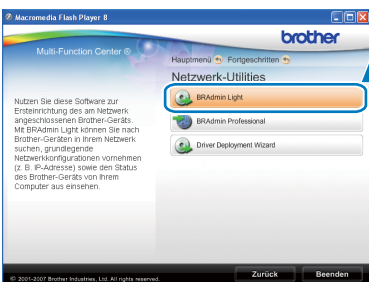 Macromedia Flash Player 8
brother
Multi-Function Center ®
Hauptmenü Fortgeschritten
Netzwerk-Utilities
BRAdmin Light
BRAdmin Professional
Driver Deployment Wizard
Nutzen Sie diese Software zur
Ersteinrichtung des am Netzwerk
angeschlossenen Brother-Geräts.
Mit BRAdmin Light können Sie nach
Brother-Geräten in Ihrem Netzwerk
suchen, grundlegende
Netzwerkkonfigurationen vornehmen
(z. B. IP-Adresse) sowie den Status
des Brother-Geräts von Ihrem
Computer aus einsehen.
© 2001-2007 Brother Industries, Ltd. All rights reserved.
Zurück
Beenden